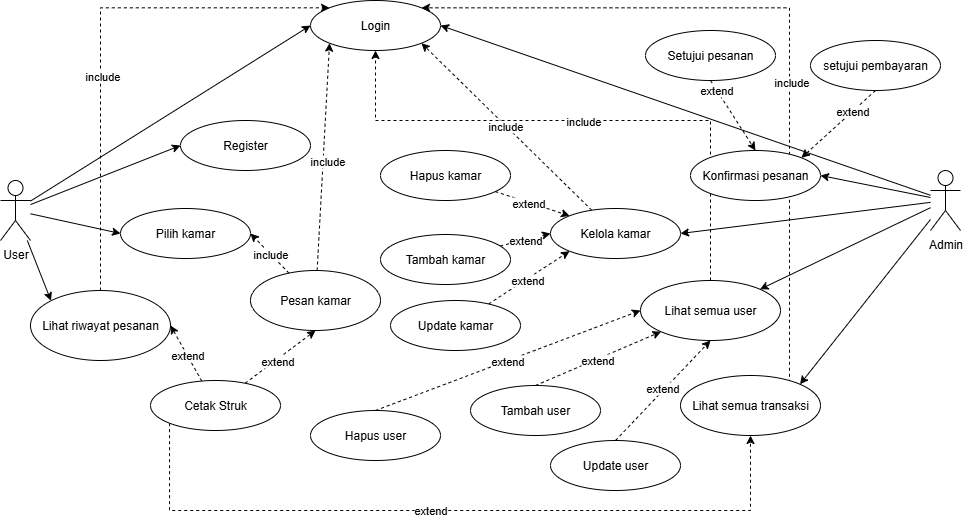 Login
Setujui pesanan
setujui pembayaran
include
include
extend
extend
include
include
Register
include
Hapus kamar
Konfirmasi pesanan
extend
User
Pilih kamar
Kelola kamar
Admin
include
Tambah kamar
extend
extend
Pesan kamar
Lihat riwayat pesanan
Update kamar
Lihat semua user
extend
extend
extend
extend
extend
Cetak Struk
Tambah user
Lihat semua transaksi
Hapus user
Update user
extend